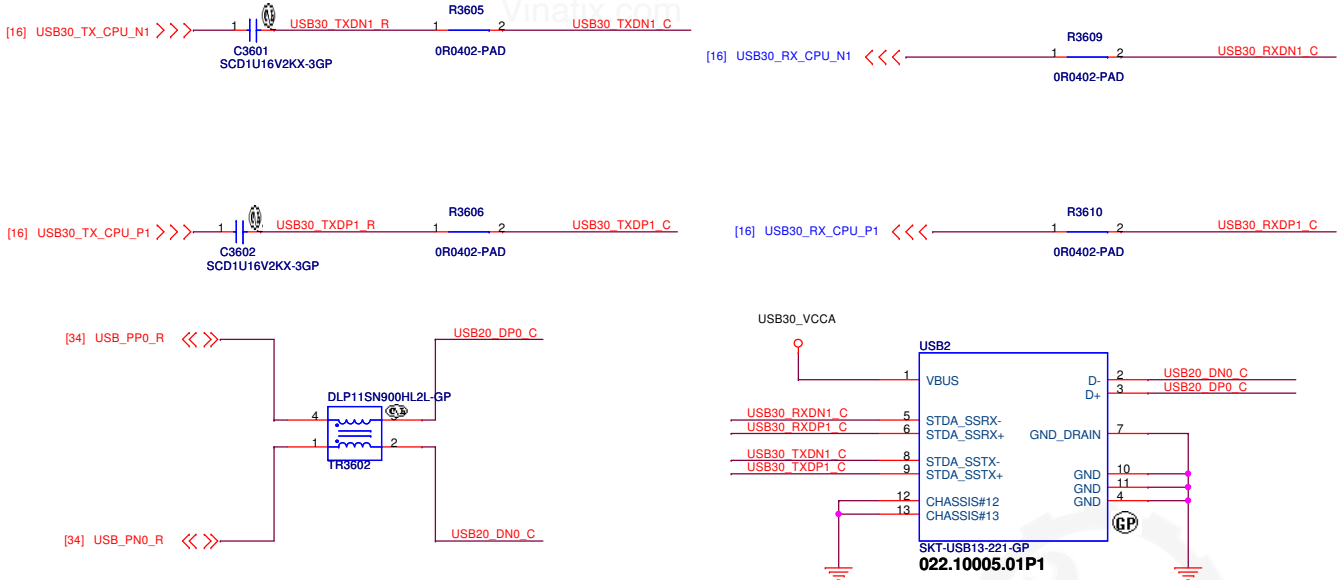 Vinafix.com
[16] USB30_TX_CPU_N1
1
C3601
SCD1U16V2KX-3GP
2
USB30_TXDN1_R
R3605
1
2
0R0402-PAD
USB30_TXDN1_C
[16] USB30_RX_CPU_N1
R3609
1
2
0R0402-PAD
USB30_RXDN1_C
[16] USB30_TX_CPU_P1
1
C3602
SCD1U16V2KX-3GP
USB30_TXDP1_R
R3606
1
2
0R0402-PAD
USB30_TXDP1_C
[16] USB30_RX_CPU_P1
R3610
1
2
0R0402-PAD
USB30_RXDP1_C
[34] USB_PP0_R
USB20_DP0_C
DLP11SN900HL2L-GP
4
1
2
TR3602
[34] USB_PN0_R
USB20_DN0_C
USB30_VCCA
USB2
1 VBUS
D- 2 USB20_DN0_C
D+ 3 USB20_DP0_C
USB30_RXDN1_C 5 STDA_SSRX-
USB30_RXDP1_C 6 STDA_SSRX+
GND_DRAIN 7
USB30_TXDN1_C 8 STDA_SSTX-
USB30_TXDP1_C 9 STDA_SSTX+
GND 10
GND 11
GND 4
12 CHASSIS#12
13 CHASSIS#13
GP
SKT-USB13-221-GP
022.10005.01P1